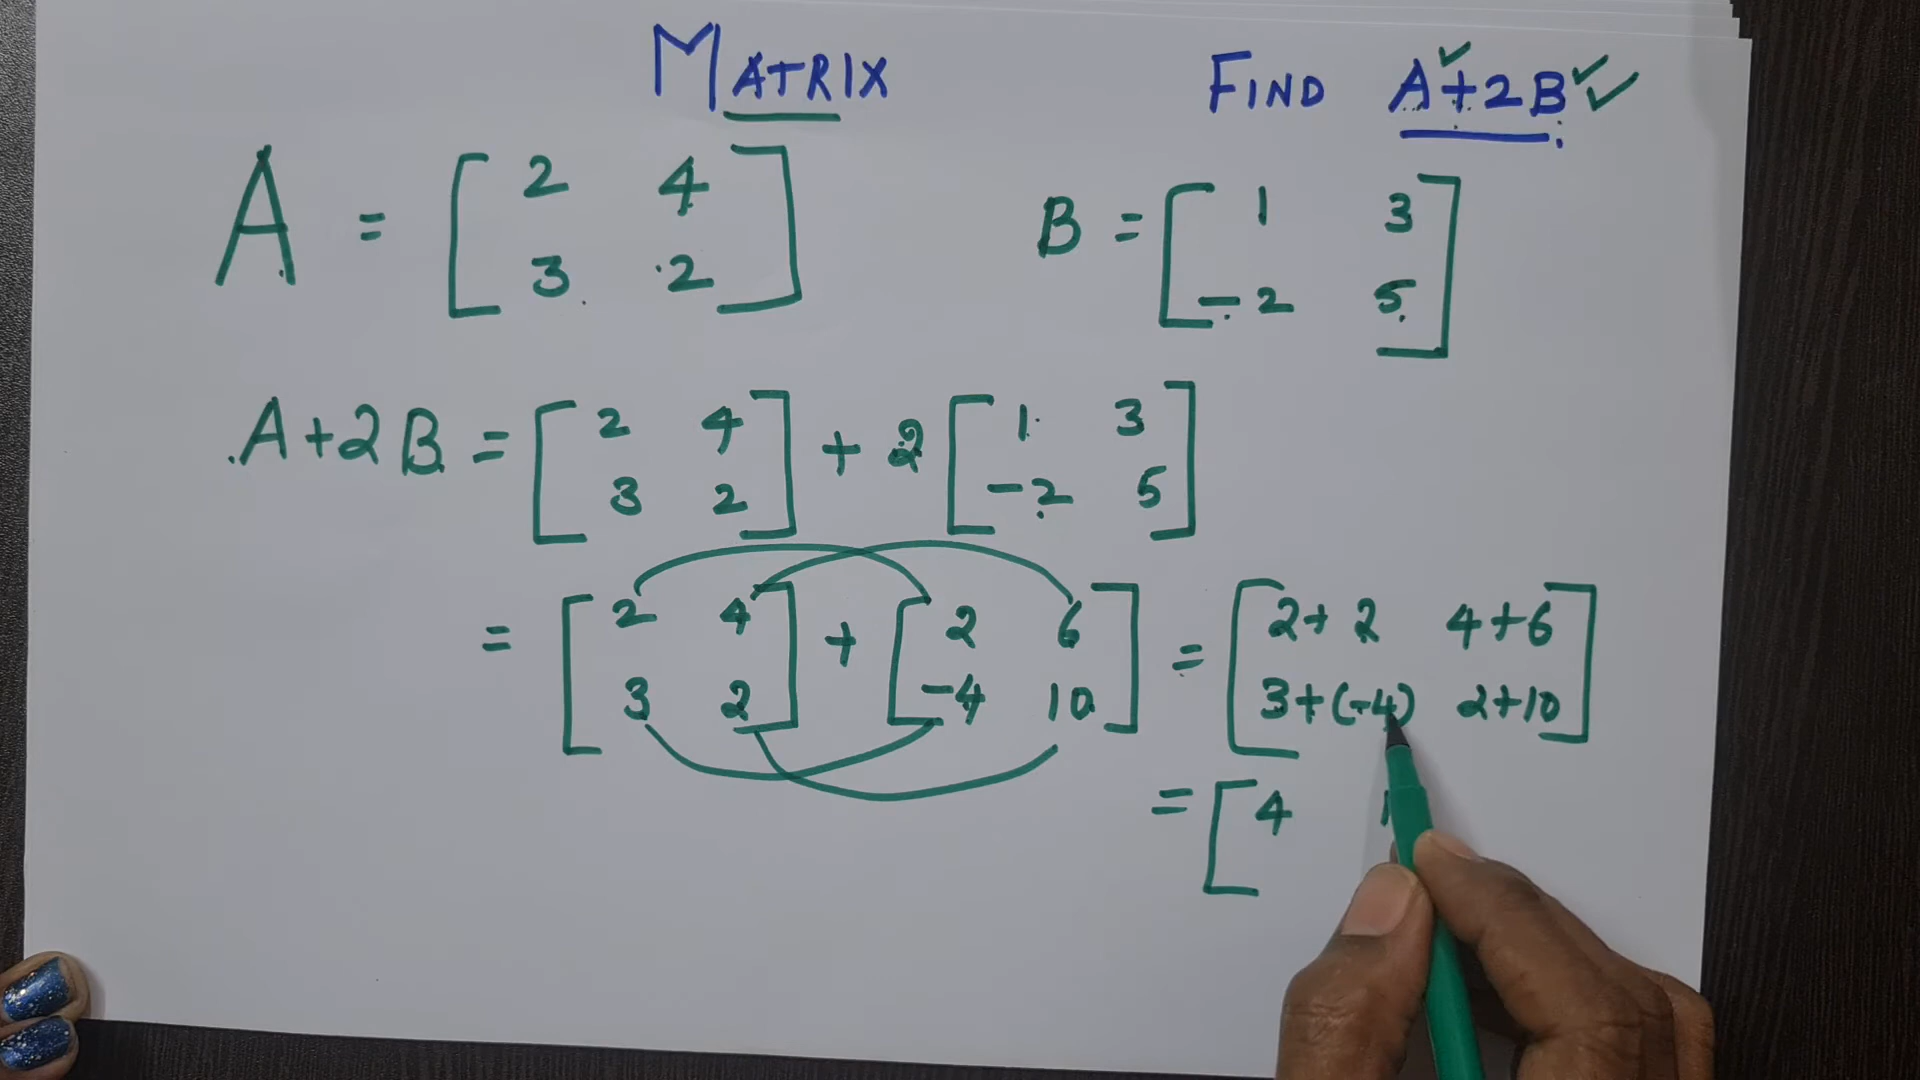 MATRIX FIND A+2B
A = [ 2 4 B = [ 1 3
3 2 ] -2 5 ]
A+2B = [ 2 4 + 2 [ 1 3
3 2 ] -2 5 ]
= [ 2 4 + [ 2 6 = [ 2+2 4+6
3 2 ] -4 10 ] 3+(-4) 2+10 ]
= [ 4